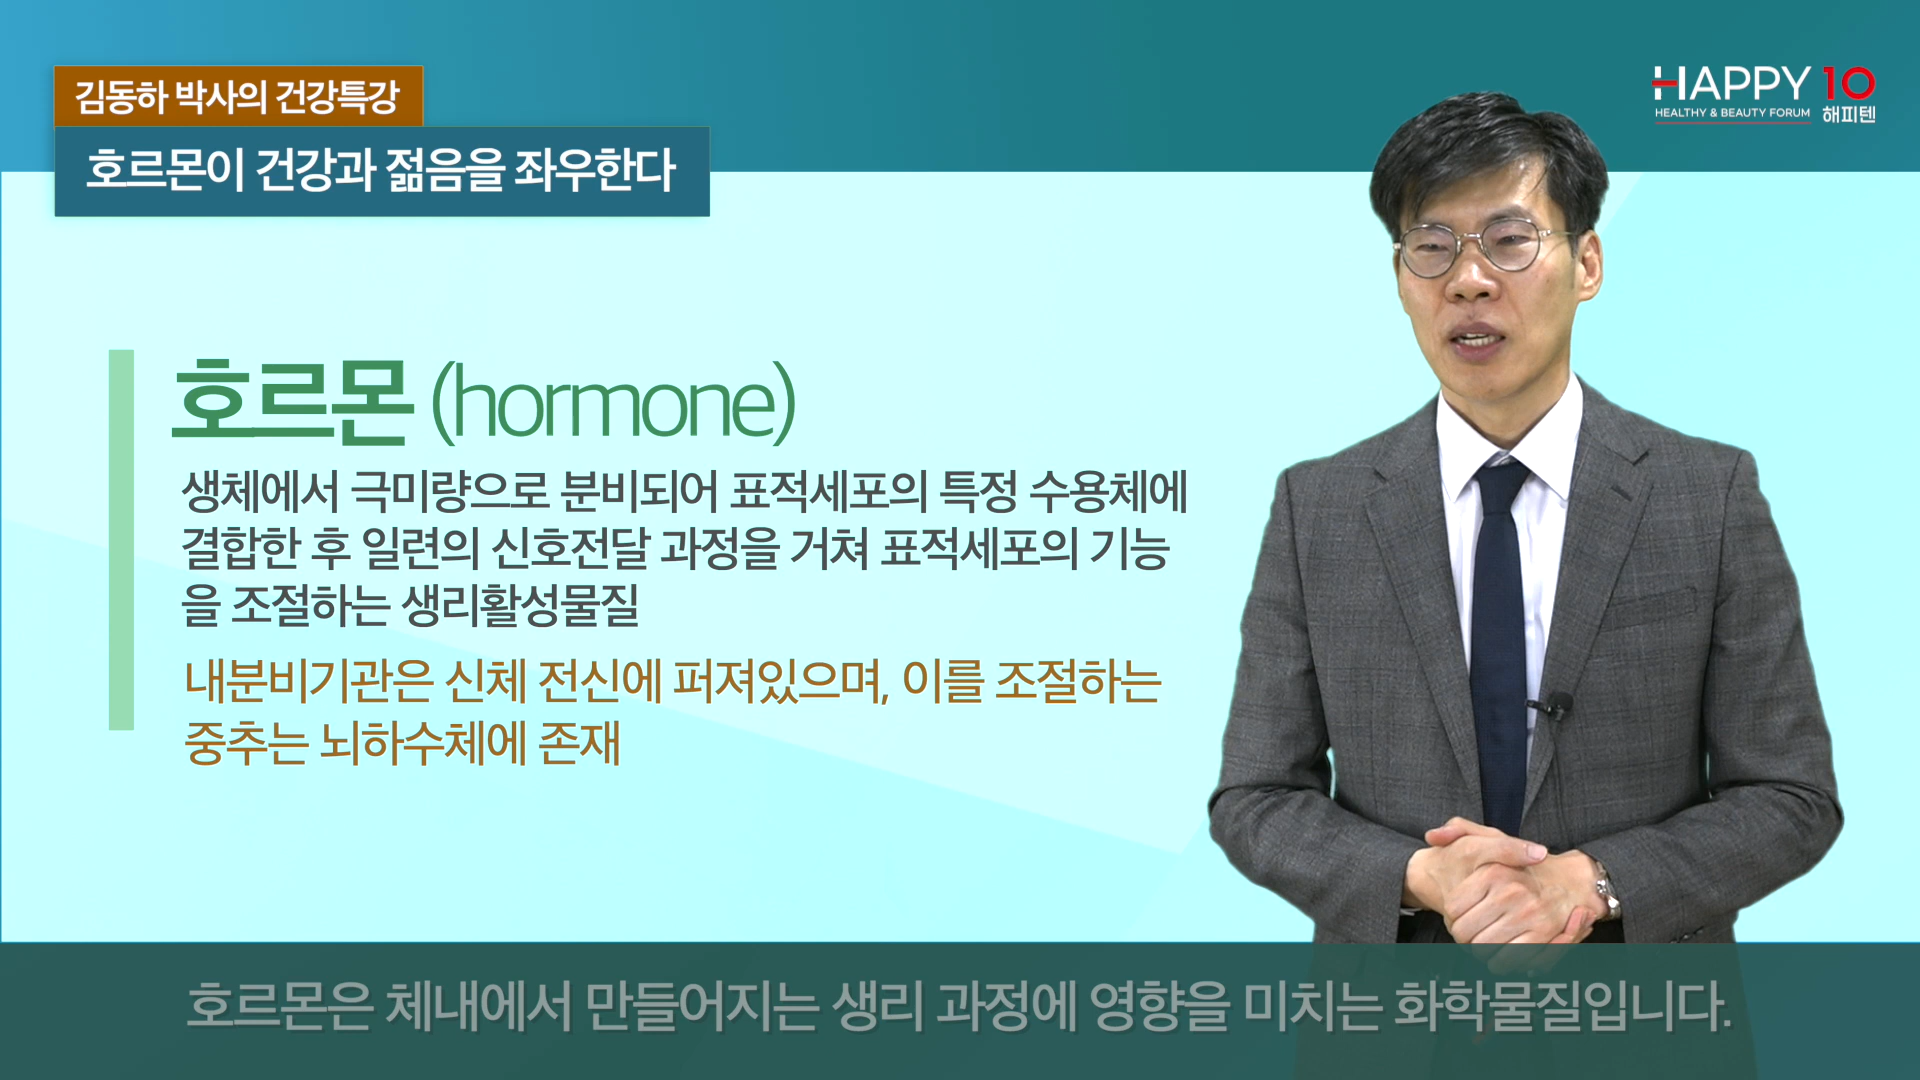 김동하 박사의 건강특강
호르몬이 건강과 젊음을 좌우한다
HAPPY 10
HEALTHY & BEAUTY FORUM 해피텐
호르몬 (hormone)
생체에서 극미량으로 분비되어 표적세포의 특정 수용체에
결합한 후 일련의 신호전달 과정을 거쳐 표적세포의 기능
을 조절하는 생리활성물질
내분비기관은 신체 전신에 퍼져있으며, 이를 조절하는
중추는 뇌하수체에 존재
호르몬은 체내에서 만들어지는 생리 과정에 영향을 미치는 화학물질입니다.